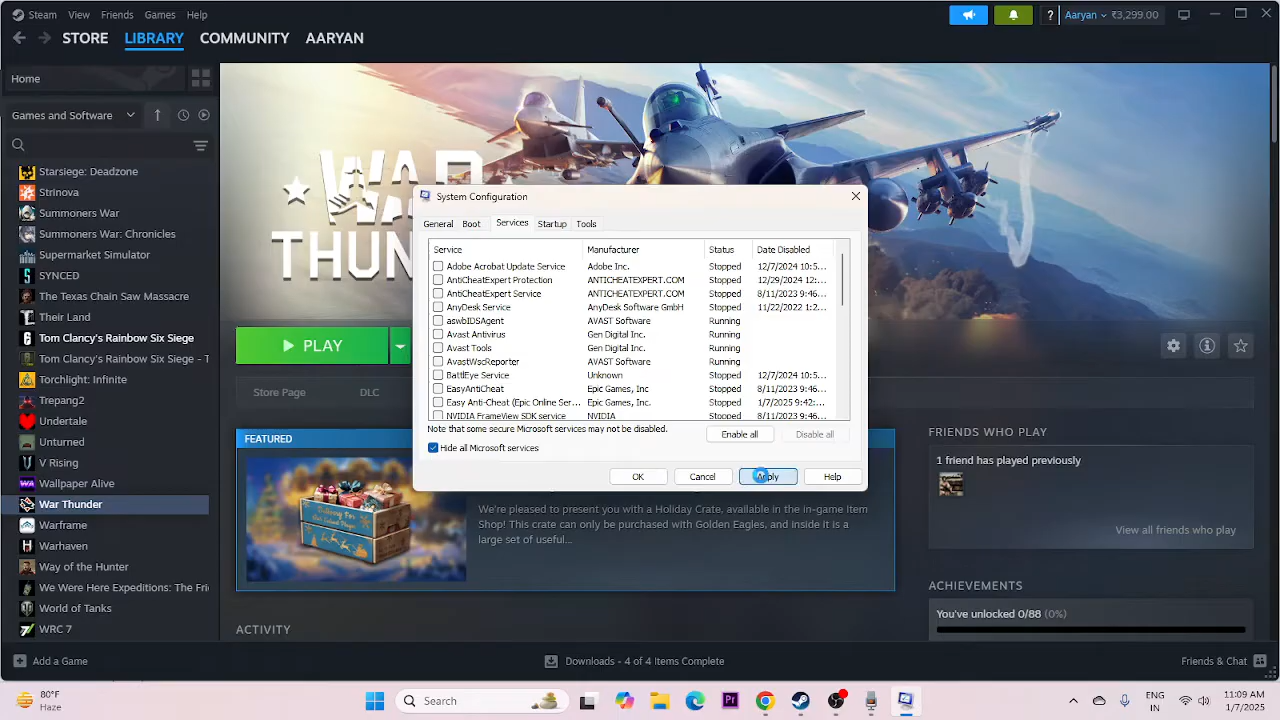 Steam View Friends Games Help
? Aaryan ₹3,299.00
STORE LIBRARY COMMUNITY AARYAN
Home
Games and Software
Starsiege: Deadzone
StriNova
Summoners War
Summoners War: Chronicles
Supermarket Simulator
SYNCED
The Texas Chain Saw Massacre
Their Land
Tom Clancy's Rainbow Six Siege
Tom Clancy's Rainbow Six Siege - T
Torchlight: Infinite
Trepang2
Undertale
Unturned
V Rising
Wallpaper Alive
War Thunder
Warframe
Warhaven
Way of the Hunter
We Were Here Expeditions: The Fri
World of Tanks
WRC 7
WAR
THUN
PLAY
Store Page DLC
System Configuration
General Boot Services Startup Tools
Service Manufacturer Status Date Disabled
Adobe Acrobat Update Service Adobe Inc. Stopped 12/7/2024 10:5...
AntiCheatExpert Protection ANTICHEATEXPERT.COM Stopped 12/29/2024 12:...
AntiCheatExpert Service ANTICHEATEXPERT.COM Stopped 8/11/2023 9:46...
AnyDesk Service AnyDesk Software GmbH Stopped 11/22/2022 1:2...
aswbIDSAgent AVAST Software Running
Avast Antivirus Gen Digital Inc. Running
Avast Tools Gen Digital Inc. Running
AvastWscReporter AVAST Software Running
BattlEye Service Unknown Stopped 12/7/2024 10:5...
EasyAntiCheat Epic Games, Inc Stopped 8/11/2023 9:46...
Easy Anti-Cheat (Epic Online Ser... Epic Games, Inc. Stopped 1/7/2025 9:42...
NVIDIA FrameView SDK service NVIDIA Stopped 8/11/2023 9:46...
Note that some secure Microsoft services may not be disabled.
Enable all Disable all
Hide all Microsoft services
OK Cancel Apply Help
FEATURED
We're pleased to present you with a Holiday Crate, available in the in-game Item
Shop! This crate can only be purchased with Golden Eagles, and inside it is a
large set of useful...
ACTIVITY
FRIENDS WHO PLAY
1 friend has played previously
View all friends who play
ACHIEVEMENTS
You've unlocked 0/88 (0%)
Add a Game
Downloads - 4 of 4 Items Complete
Friends & Chat
80°F
Haze
Search
ENG
IN
11:09 AM
1/7/2025